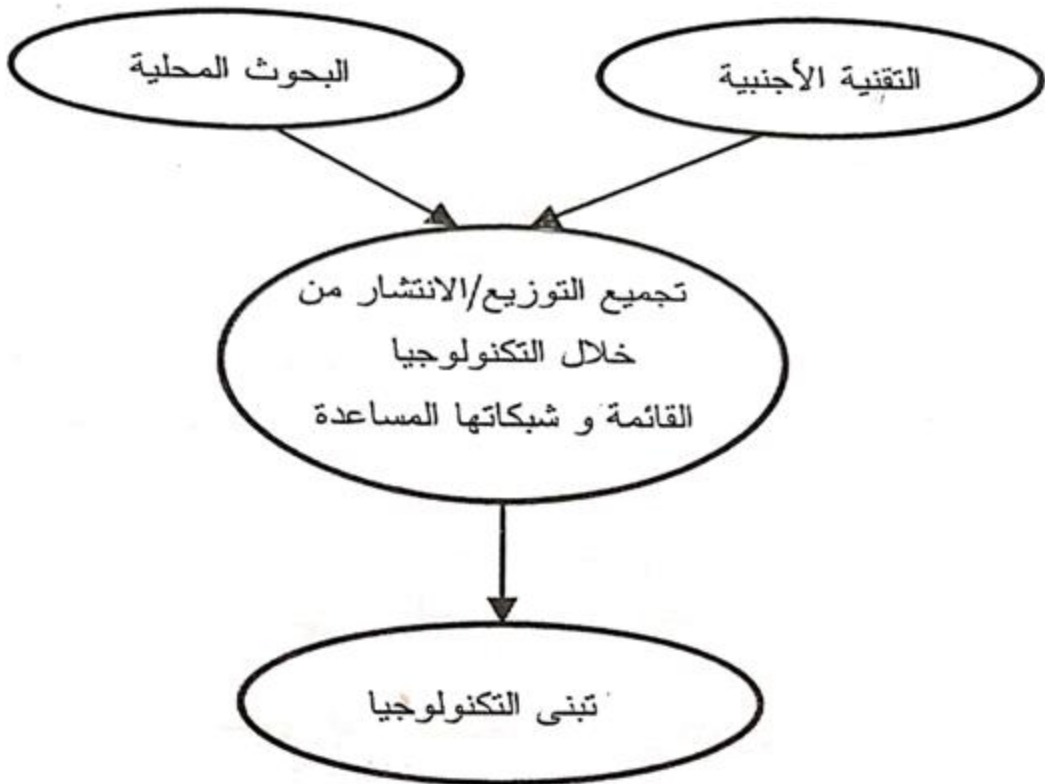 التقنية الأجنبية
البحوث المحلية
تجميع التوزيع/الانتشار من
خلال التكنولوجيا
القائمة و شبكاتها المساعدة
تبنى التكنولوجيا